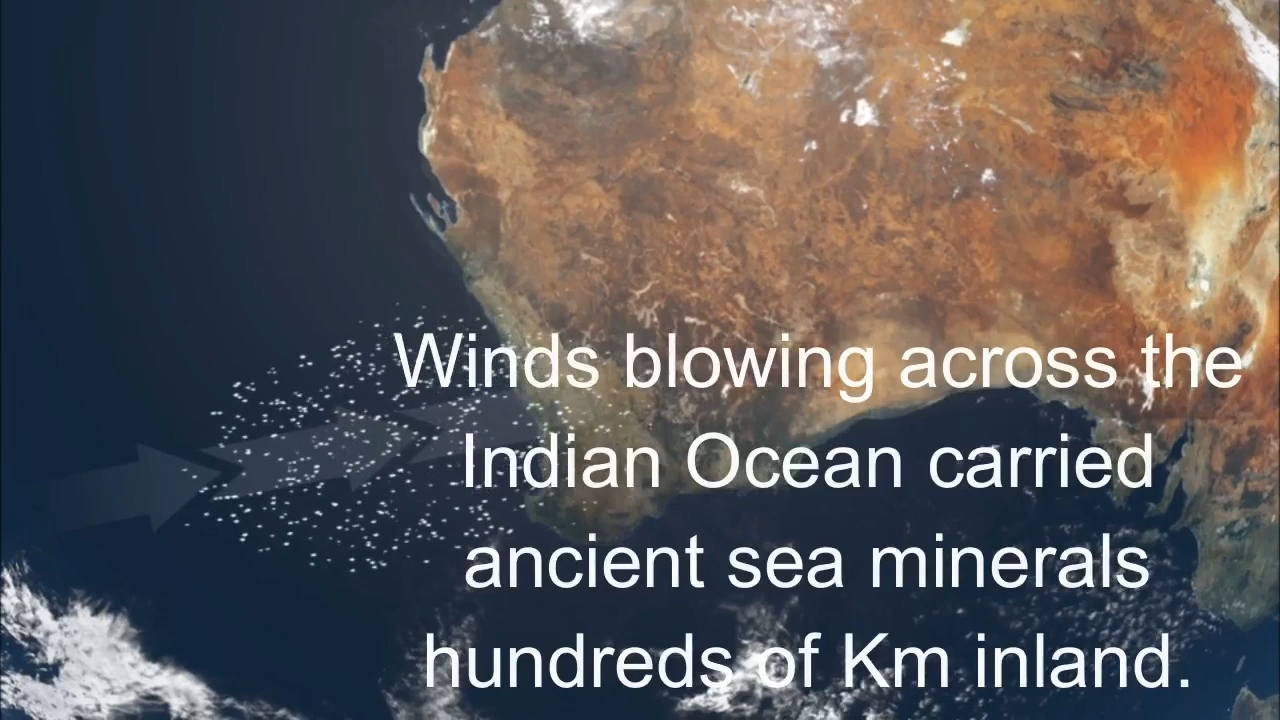 Winds blowing across the
Indian Ocean carried
ancient sea minerals
hundreds of Km inland.